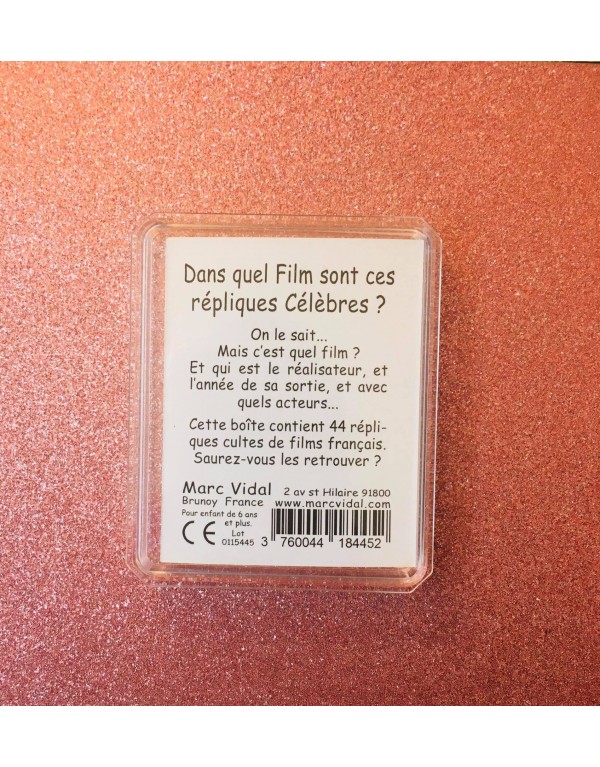 Dans quel Film sont ces
répliques Célèbres ?
On le sait...
Mais c'est quel film ?
Et qui est le réalisateur, et
l'année de sa sortie, et avec
quels acteurs...
Cette boîte contient 44 répli-
ques cultes de films français.
Saurez-vous les retrouver ?
Marc Vidal 2 av st Hilaire 91800
Brunoy France www.marcvidal.com
Pour enfant de 6 ans
et plus.
CE Lot
0115445
3 760044 184452